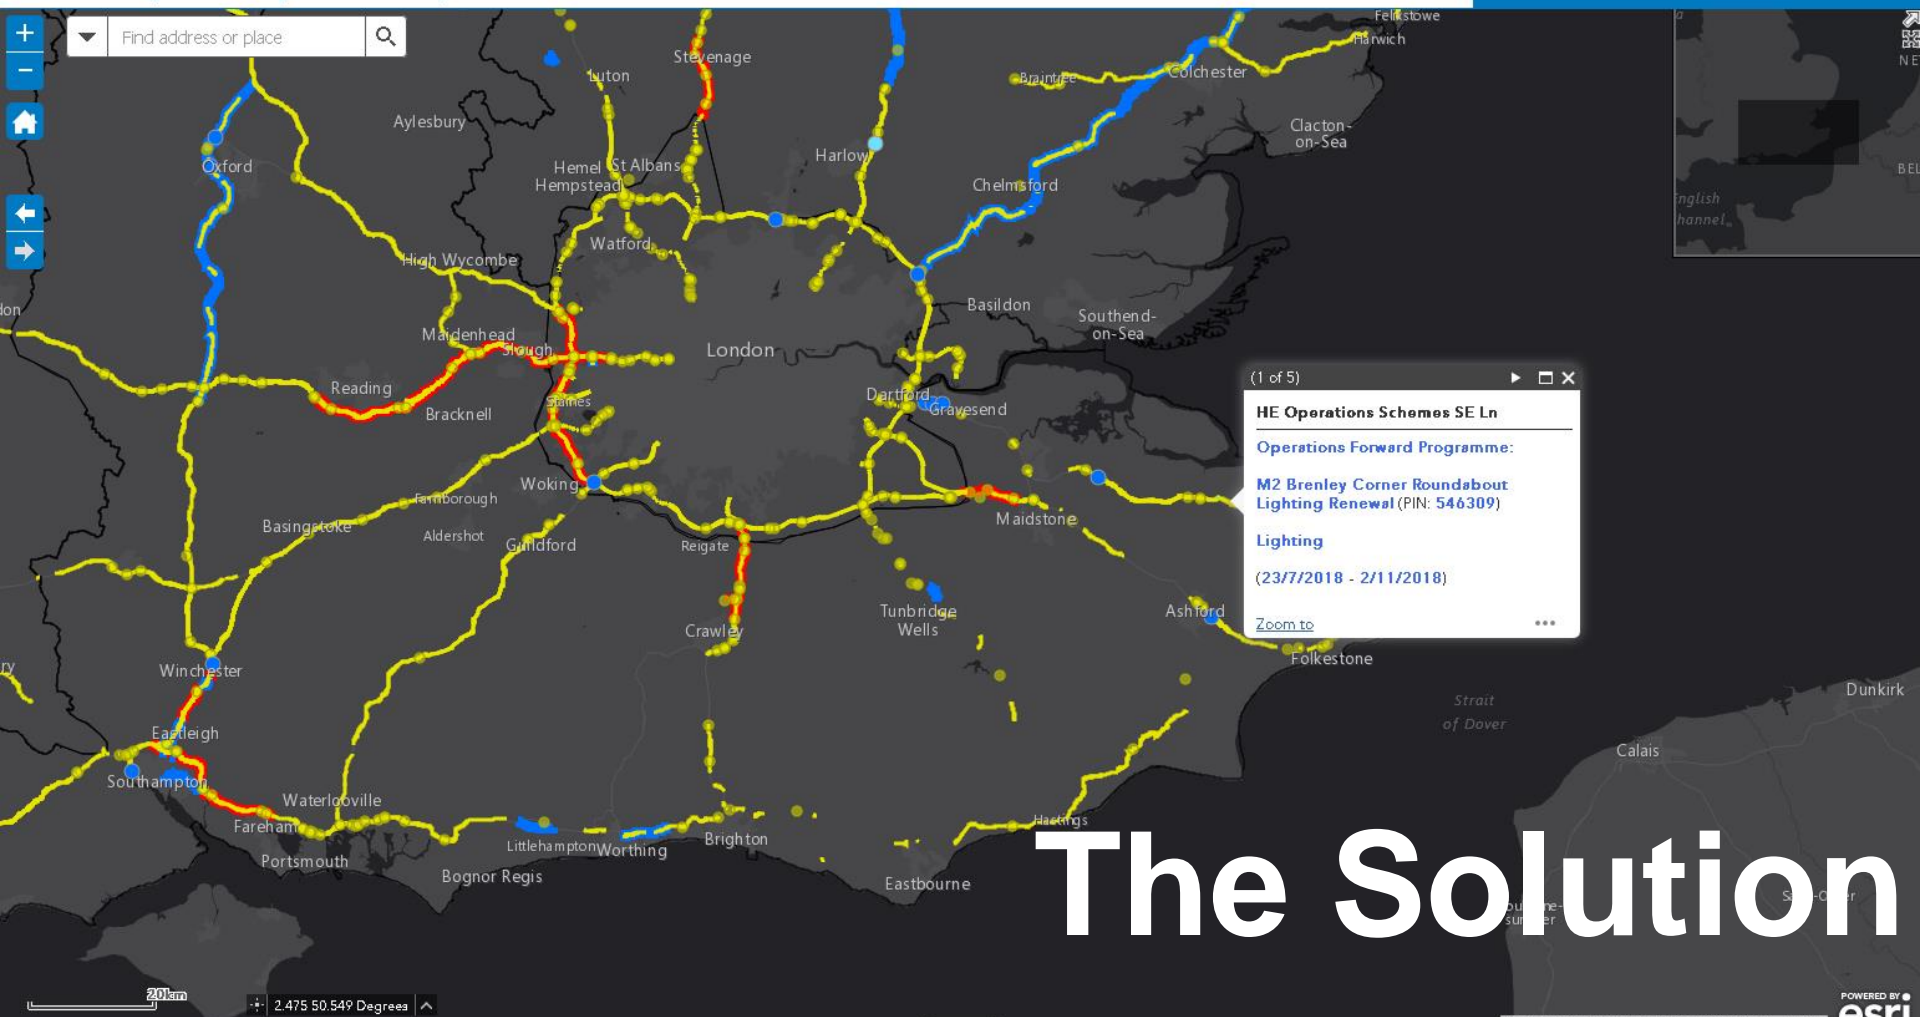 Find address or place
Felixstowe
Harwich
Stevenage
Luton
Braintree
Colchester
Aylesbury
Clacton-
on-Sea
Oxford
Hemel
Hempstead
St Albans
Harlow
Chelmsford
English
Channel
NE
BEL
Watford
High Wycombe
Basildon
Southend-
on-Sea
Maidenhead
Slough
London
Reading
Bracknell
Staines
Dartford
Gravesend
(1 of 5)
HE Operations Schemes SE Ln
Operations Forward Programme:
M2 Brenley Corner Roundabout
Lighting Renewal (PIN: 546309)
Lighting
(23/7/2018 - 2/11/2018)
Zoom to
Woking
Farnborough
Basingstoke
Aldershot
Guildford
Reigate
Maidstone
Tunbridge
Wells
Ashford
Crawley
Folkestone
Winchester
Strait
of Dover
Dunkirk
Calais
Eastleigh
Southampton
Waterlooville
Fareham
Portsmouth
Bognor Regis
Littlehampton
Worthing
Brighton
Hastings
Eastbourne
The Solution
20km
2.475 50.549 Degrees
POWERED BY
esri